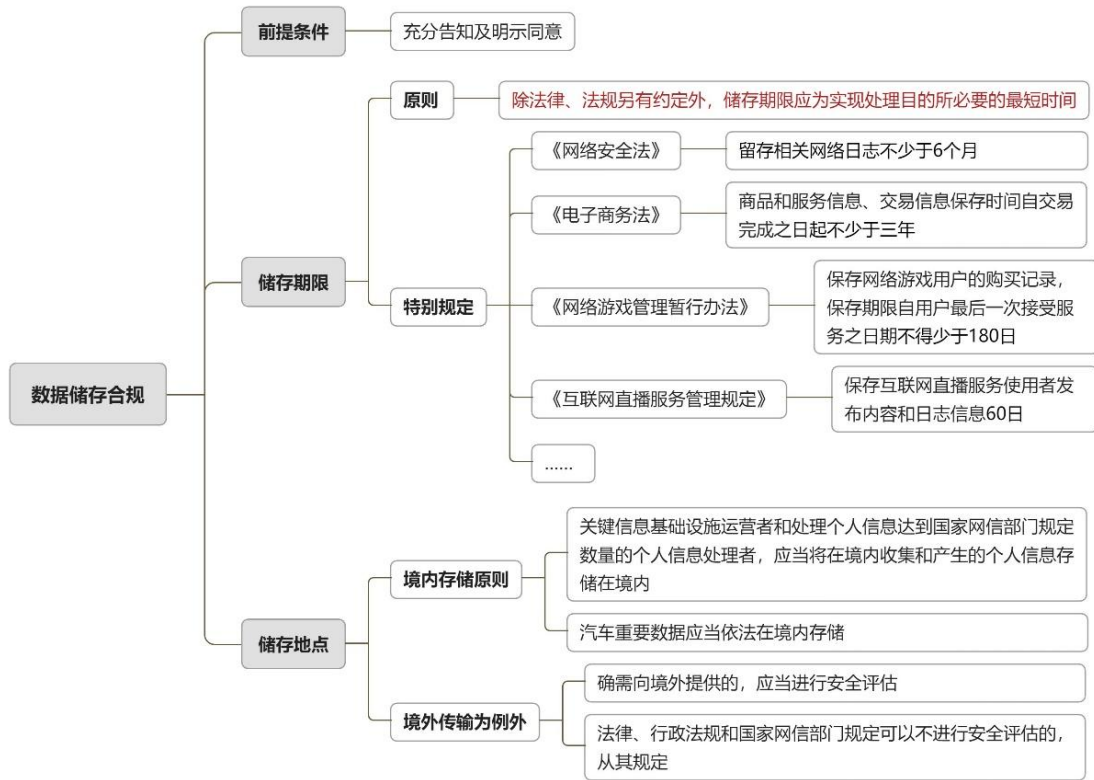 数据储存合规
前提条件
充分告知及明示同意
储存期限
原则
除法律、法规另有约定外，储存期限应为实现处理目的所必要的最短时间
特别规定
《网络安全法》
留存相关网络日志不少于6个月
《电子商务法》
商品和服务信息、交易信息保存时间自交易
完成之日起不少于三年
《网络游戏管理暂行办法》
保存网络游戏用户的购买记录，
保存期限自用户最后一次接受服
务之日期不得少于180日
《互联网直播服务管理规定》
保存互联网直播服务使用者发
布内容和日志信息60日
......
储存地点
境内存储原则
关键信息基础设施运营者和处理个人信息达到国家网信部门规定
数量的个人信息处理者，应当将在境内收集和产生的个人信息存
储在境内
汽车重要数据应当依法在境内存储
境外传输为例外
确需向境外提供的，应当进行安全评估
法律、行政法规和国家网信部门规定可以不进行安全评估的，
从其规定